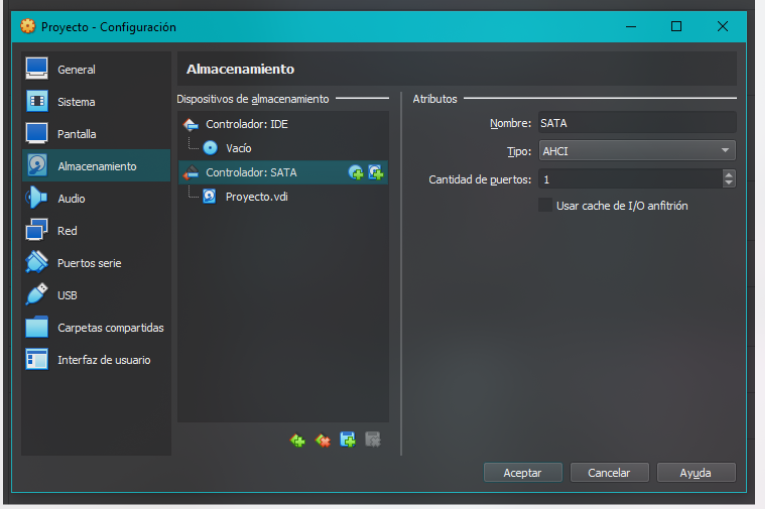 Proyecto - Configuración
General
Sistema
Pantalla
Almacenamiento
Audio
Red
Puertos serie
USB
Carpetas compartidas
Interfaz de usuario
Almacenamiento
Dispositivos de almacenamiento
Controlador: IDE
Vacío
Controlador: SATA
Proyecto.vdi
Atributos
Nombre: SATA
Tipo: AHCI
Cantidad de puertos: 1
Usar cache de I/O anfitrión
Aceptar Cancelar Ayuda